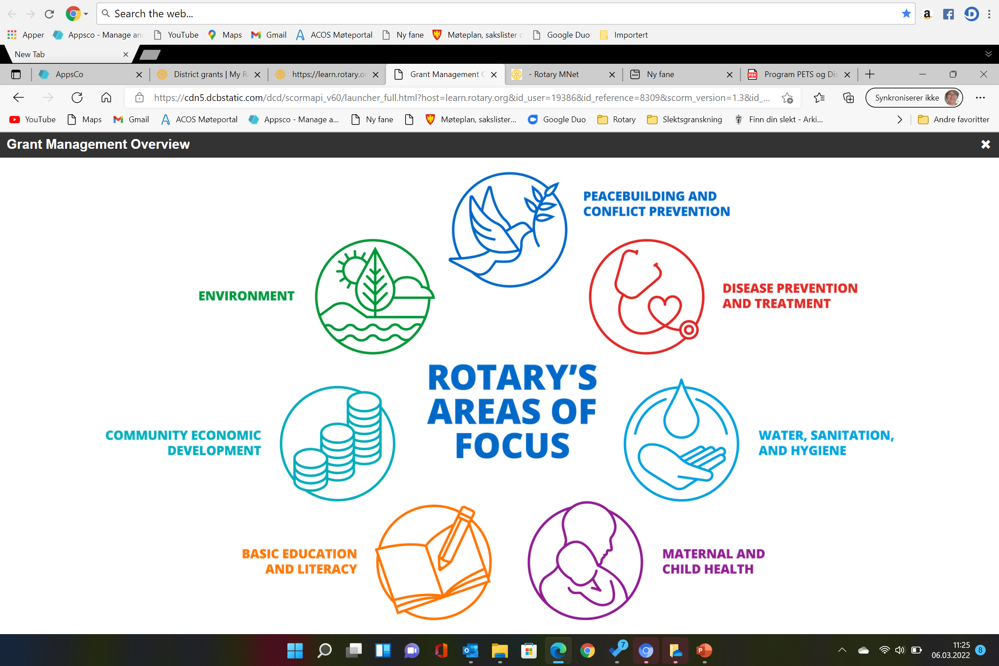 Search the web...
Apper
Appsco - Manage an
YouTube
Maps
Gmail
ACOS Møteportal
Ny fane
Møteplan, sakslister
Google Duo
Importert
New Tab
AppsCo
District grants | My R
https://learn.rotary.o
Grant Management
- Rotary MNet
Ny fane
PDF
Program PETS og Dis
https://cdn5.dcbstatic.com/dcd/scormapi_v60/launcher_full.html?host=learn.rotary.org&id_user=19386&id_reference=8309&scorm_version=1.3&id_...
Synkroniserer ikke
YouTube
Maps
Gmail
ACOS Møteportal
Appsco - Manage a...
Ny fane
Møteplan, sakslister...
Google Duo
Rotary
Slektsgranskning
Finn din slekt - Arki...
Andre favoritter
Grant Management Overview
PEACEBUILDING AND
CONFLICT PREVENTION
ENVIRONMENT
DISEASE PREVENTION
AND TREATMENT
ROTARY'S
AREAS OF
FOCUS
COMMUNITY ECONOMIC
DEVELOPMENT
WATER, SANITATION,
AND HYGIENE
BASIC EDUCATION
AND LITERACY
MATERNAL AND
CHILD HEALTH
7
11:25
06.03.2022
8